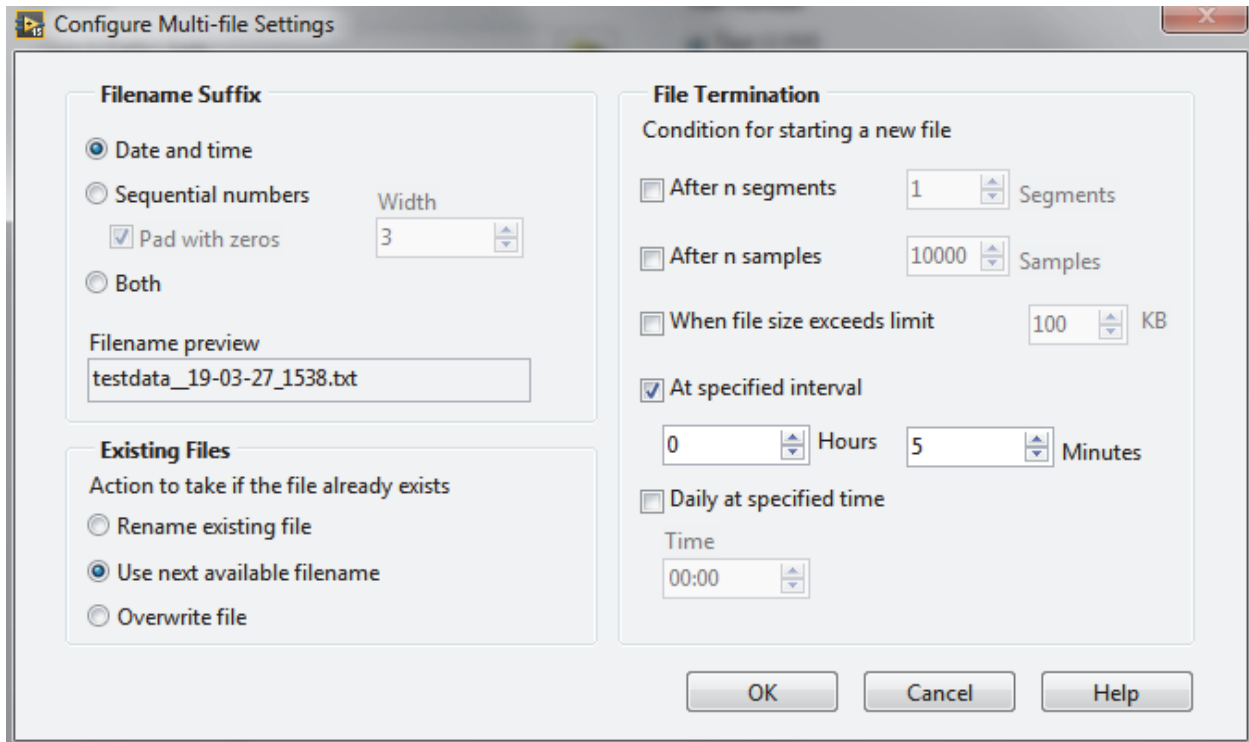 Configure Multi-file Settings
Filename Suffix
Date and time
Sequential numbers
Width
Pad with zeros
3
Both
Filename preview
testdata__19-03-27_1538.txt
Existing Files
Action to take if the file already exists
Rename existing file
Use next available filename
Overwrite file
File Termination
Condition for starting a new file
After n segments
1
Segments
After n samples
10000
Samples
When file size exceeds limit
100
KB
At specified interval
0
Hours
5
Minutes
Daily at specified time
Time
00:00
OK
Cancel
Help